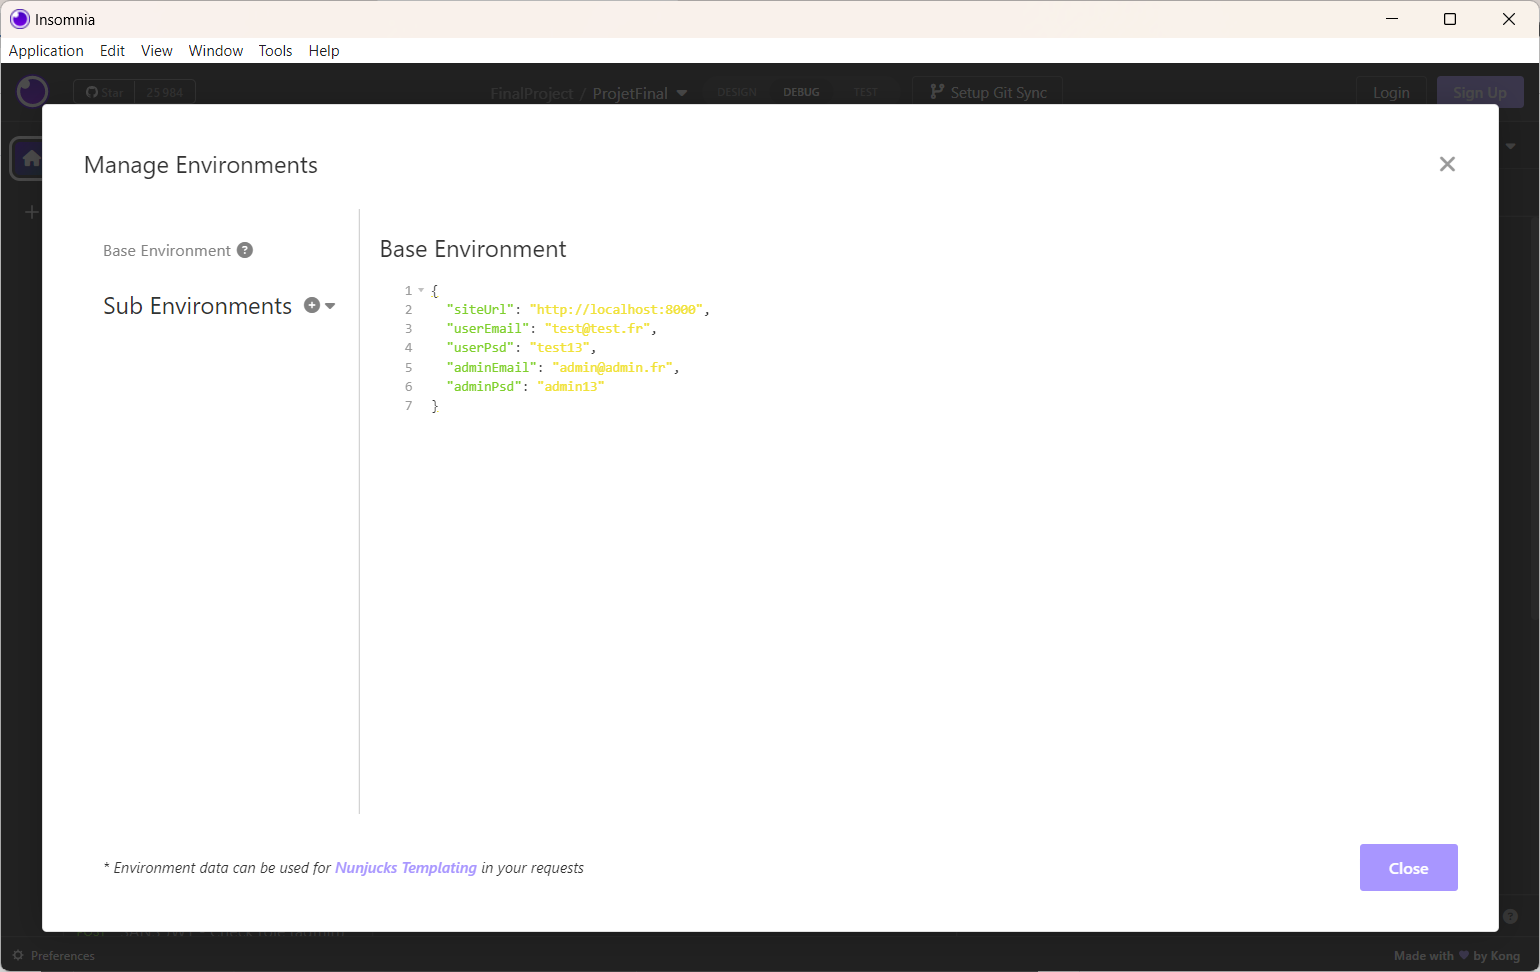 Insomnia
Application Edit View Window Tools Help
Star 25 984 FinalProject / ProjetFinal DESIGN DEBUG TEST Setup Git Sync Login Sign Up
Manage Environments
Base Environment ?
Sub Environments
Base Environment
1 {
2 "siteUrl": "http://localhost:8000",
3 "userEmail": "test@test.fr",
4 "userPsd": "test13",
5 "adminEmail": "admin@admin.fr",
6 "adminPsd": "admin13"
7 }
* Environment data can be used for Nunjucks Templating in your requests
Close
Preferences
Made with ♥ by Kong